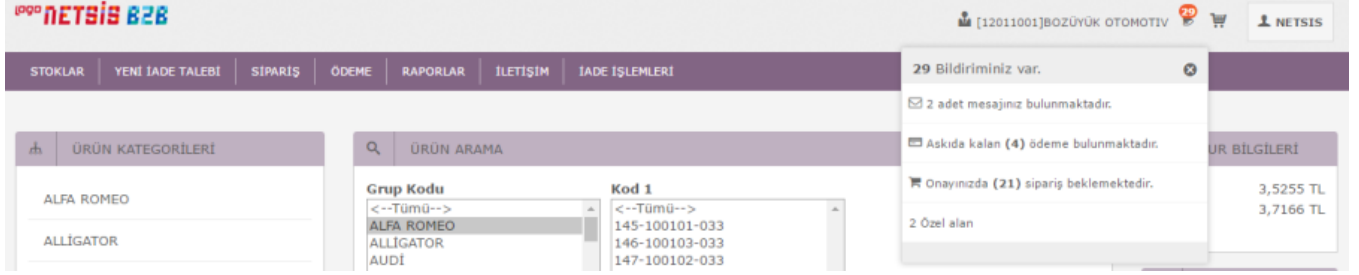 logo NETSİS B2B
[12011001]BOZÜYÜK OTOMOTIV
29
NETSIS
STOKLAR
YENİ İADE TALEBİ
SİPARİŞ
ÖDEME
RAPORLAR
İLETİŞİM
İADE İŞLEMLERİ
29 Bildiriminiz var.
2 adet mesajınız bulunmaktadır.
Askıda kalan (4) ödeme bulunmaktadır.
Onayınızda (21) sipariş beklemektedir.
2 Özel alan
ÜRÜN KATEGORİLERİ
ALFA ROMEO
ALLİGATOR
ÜRÜN ARAMA
Grup Kodu
<--Tümü-->
ALFA ROMEO
ALLİGATOR
AUDİ
Kod 1
<--Tümü-->
145-100101-033
146-100103-033
147-100102-033
UR BİLGİLERİ
3,5255 TL
3,7166 TL